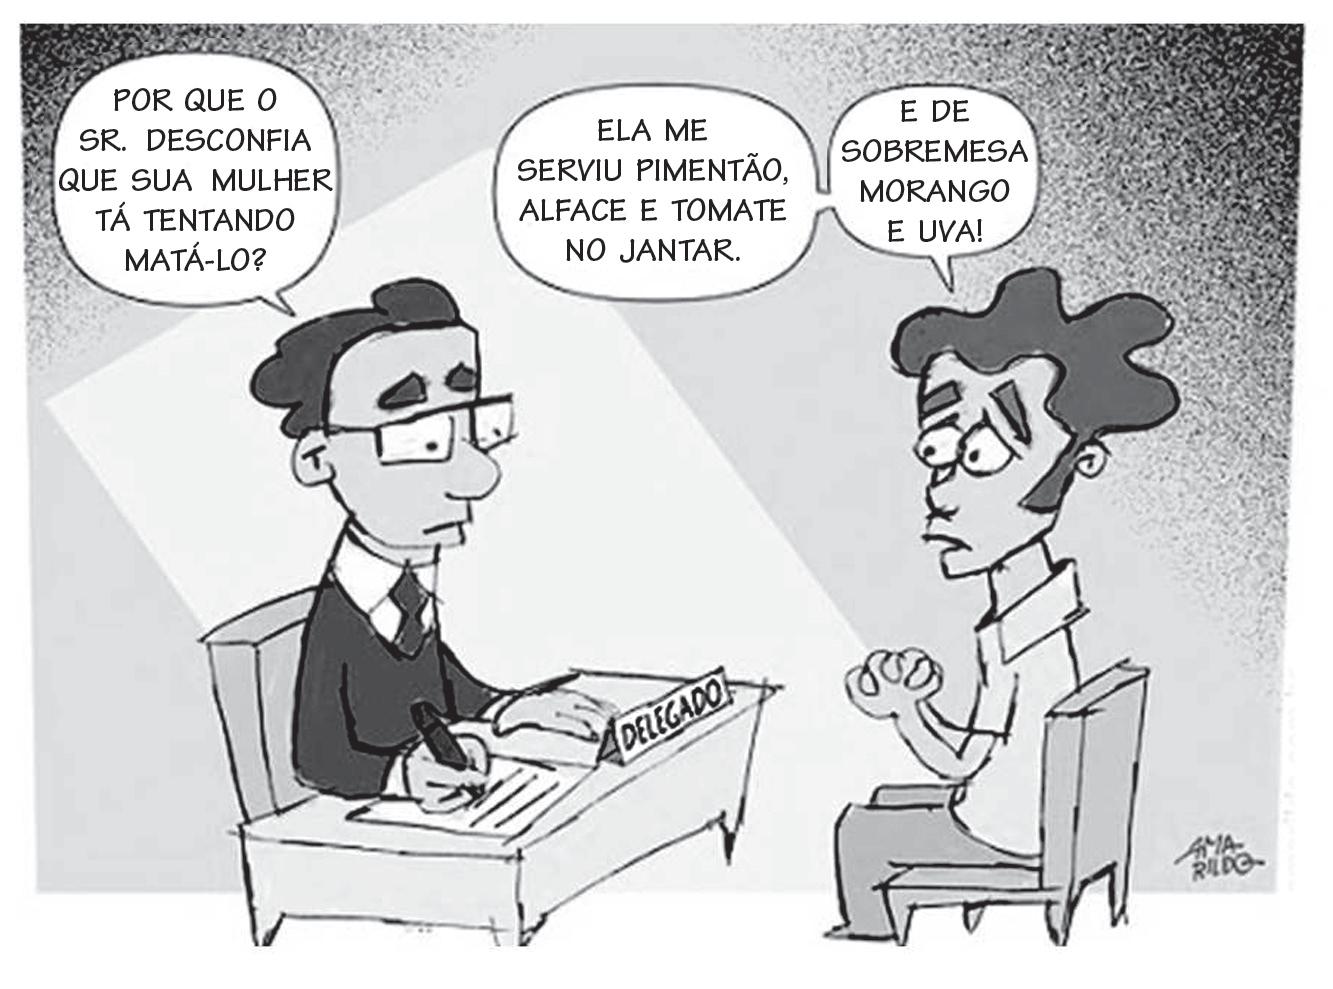 POR QUE O
SR. DESCONFIA
QUE SUA MULHER
TÁ TENTANDO
MATÁ-LO?
ELA ME
SERVIU PIMENTÃO,
ALFACE E TOMATE
NO JANTAR.
E DE
SOBREMESA
MORANGO
E UVA!
DELEGADO
AMA-
RILDO